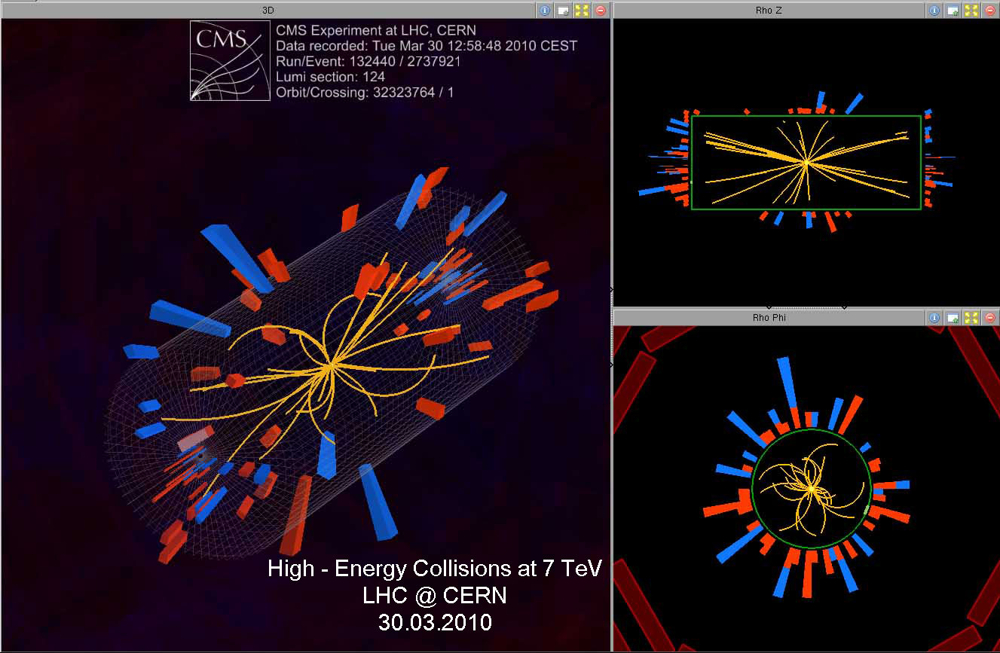 3D
CMS
CMS Experiment at LHC, CERN
Data recorded: Tue Mar 30 12:58:48 2010 CEST
Run/Event: 132440 / 2737921
Lumi section: 124
Orbit/Crossing: 32323764 / 1
High - Energy Collisions at 7 TeV
LHC @ CERN
30.03.2010
Rho Z
Rho Phi